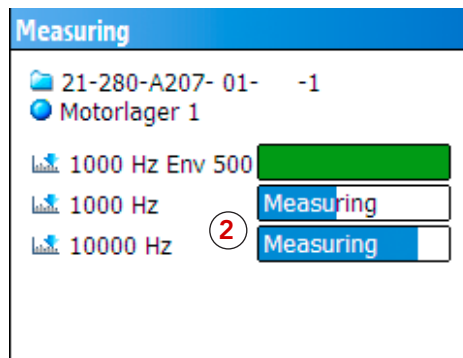 Measuring
21-280-A207- 01- -1
Motorlager 1
1000 Hz Env 500
1000 Hz Measuring
2
10000 Hz Measuring